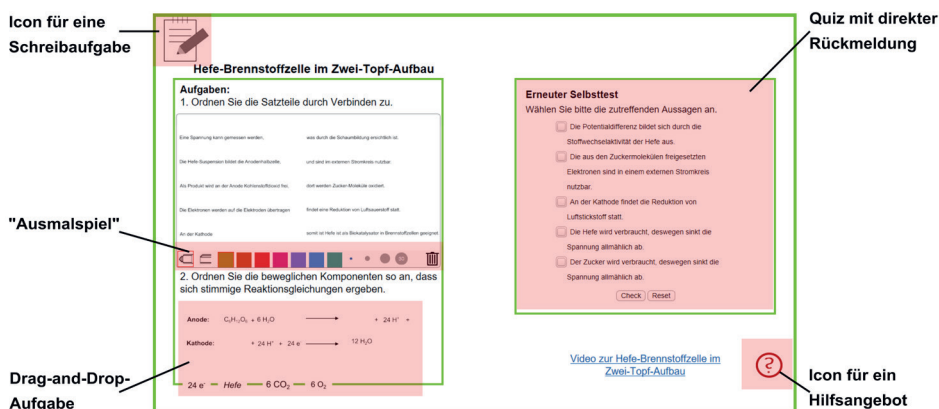 Icon für eine
Schreibaufgabe
Quiz mit direkter
Rückmeldung
Hefe-Brennstoffzelle im Zwei-Topf-Aufbau
Aufgaben:
1. Ordnen Sie die Satzteile durch Verbinden zu.
Eine Spannung kann gemessen werden, was durch die Schaumbildung ersichtlich ist.
Die Hefe-Suspension bildet die Anodenhalbzelle, und sind im externen Stromkreis nutzbar.
Als Produkt wird an der Anode Kohlenstoffdioxid frei, dort werden Zucker-Moleküle oxidiert.
Die Elektronen werden auf die Elektroden übertragen findet eine Reduktion von Luftsauerstoff statt.
An der Kathode somit ist Hefe als Biokatalysator in Brennstoffzellen geeignet
"Ausmalspiel"
2. Ordnen Sie die beweglichen Komponenten so an, dass
sich stimmige Reaktionsgleichungen ergeben.
Anode: C₆H₁₂O₆ + 6 H₂O ⟶ + 24 H⁺ +
Kathode: + 24 H⁺ + 24 e⁻ ⟶ 12 H₂O
24 e⁻ Hefe 6 CO₂ 6 O₂
Drag-and-Drop-
Aufgabe
Erneuter Selbsttest
Wählen Sie bitte die zutreffenden Aussagen an.
Die Potentialdifferenz bildet sich durch die
Stoffwechselaktivität der Hefe aus.
Die aus den Zuckermolekülen freigesetzten
Elektronen sind in einem externen Stromkreis
nutzbar.
An der Kathode findet die Reduktion von
Luftstickstoff statt.
Die Hefe wird verbraucht, deswegen sinkt die
Spannung allmählich ab.
Der Zucker wird verbraucht, deswegen sinkt die
Spannung allmählich ab.
Check Reset
Video zur Hefe-Brennstoffzelle im
Zwei-Topf-Aufbau
?
Icon für ein
Hilfsangebot